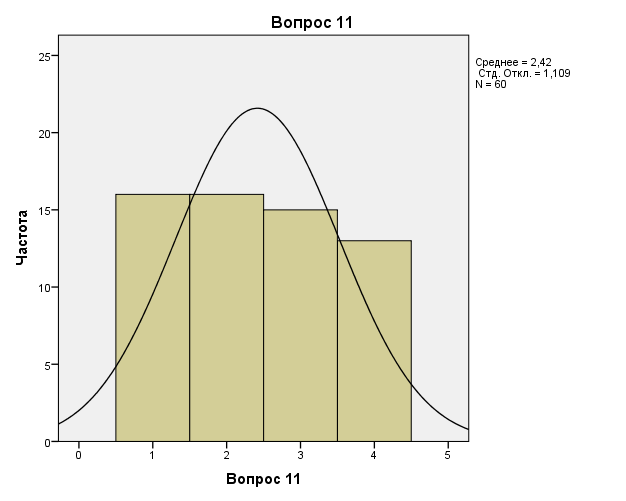 Вопрос 11
Среднее = 2,42
Стд. Откл. = 1,109
N = 60
Частота
25
20
15
10
5
0
0 1 2 3 4 5
Вопрос 11